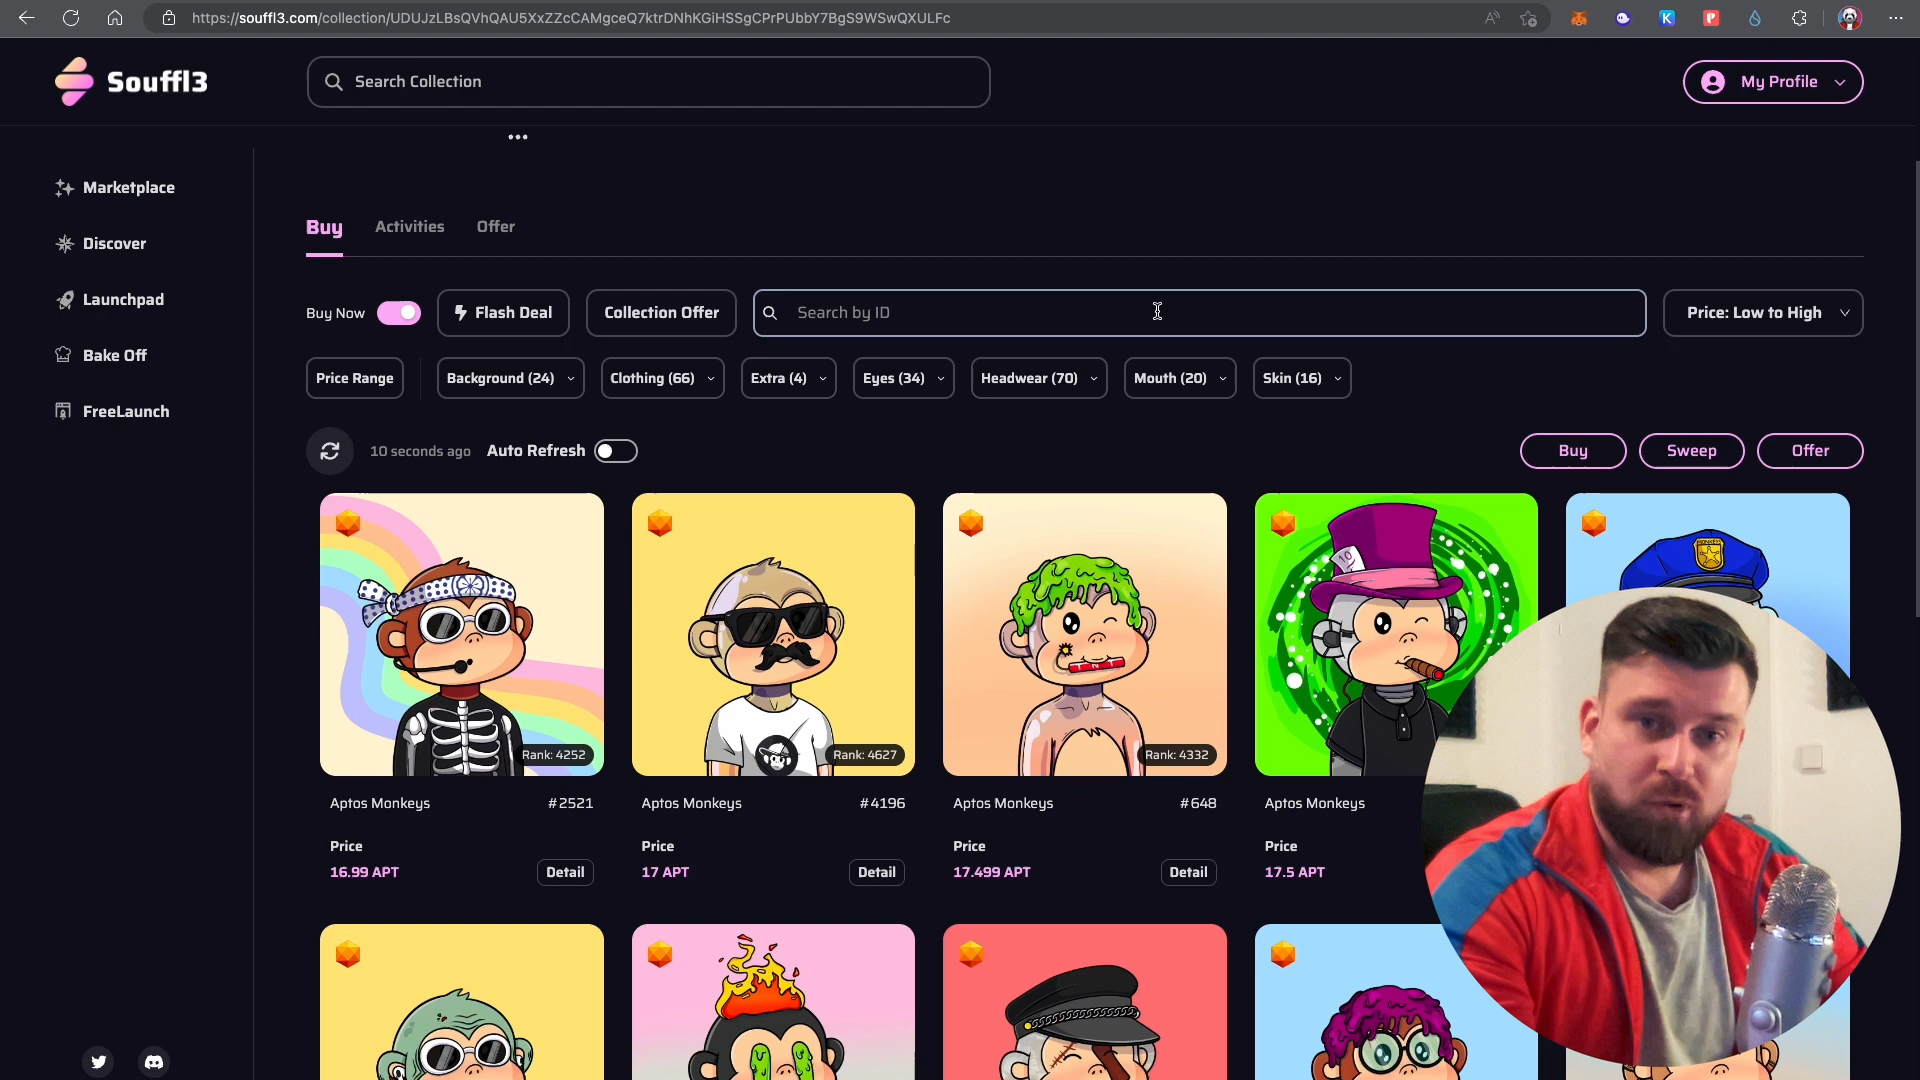 https://souffl3.com/collection/UDUJzLBsQVhQAU5XxZZcCAMgceQ7ktrDNhKGiHSSgCPrPUbbY7BgS9WSwQXULFc
Souffl3
Search Collection
My Profile
Marketplace
Discover
Launchpad
Bake Off
FreeLaunch
Buy Activities Offer
Buy Now
Flash Deal
Collection Offer
Search by ID
Price: Low to High
Price Range
Background (24)
Clothing (66)
Extra (4)
Eyes (34)
Headwear (70)
Mouth (20)
Skin (16)
10 seconds ago
Auto Refresh
Buy
Sweep
Offer
10
MONKEYS
Rank: 4252
Rank: 4627
Rank: 4332
Aptos Monkeys #2521
Aptos Monkeys #4196
Aptos Monkeys #648
Aptos Monkeys
Price
Price
Price
Price
16.99 APT Detail
17 APT Detail
17.499 APT Detail
17.5 APT